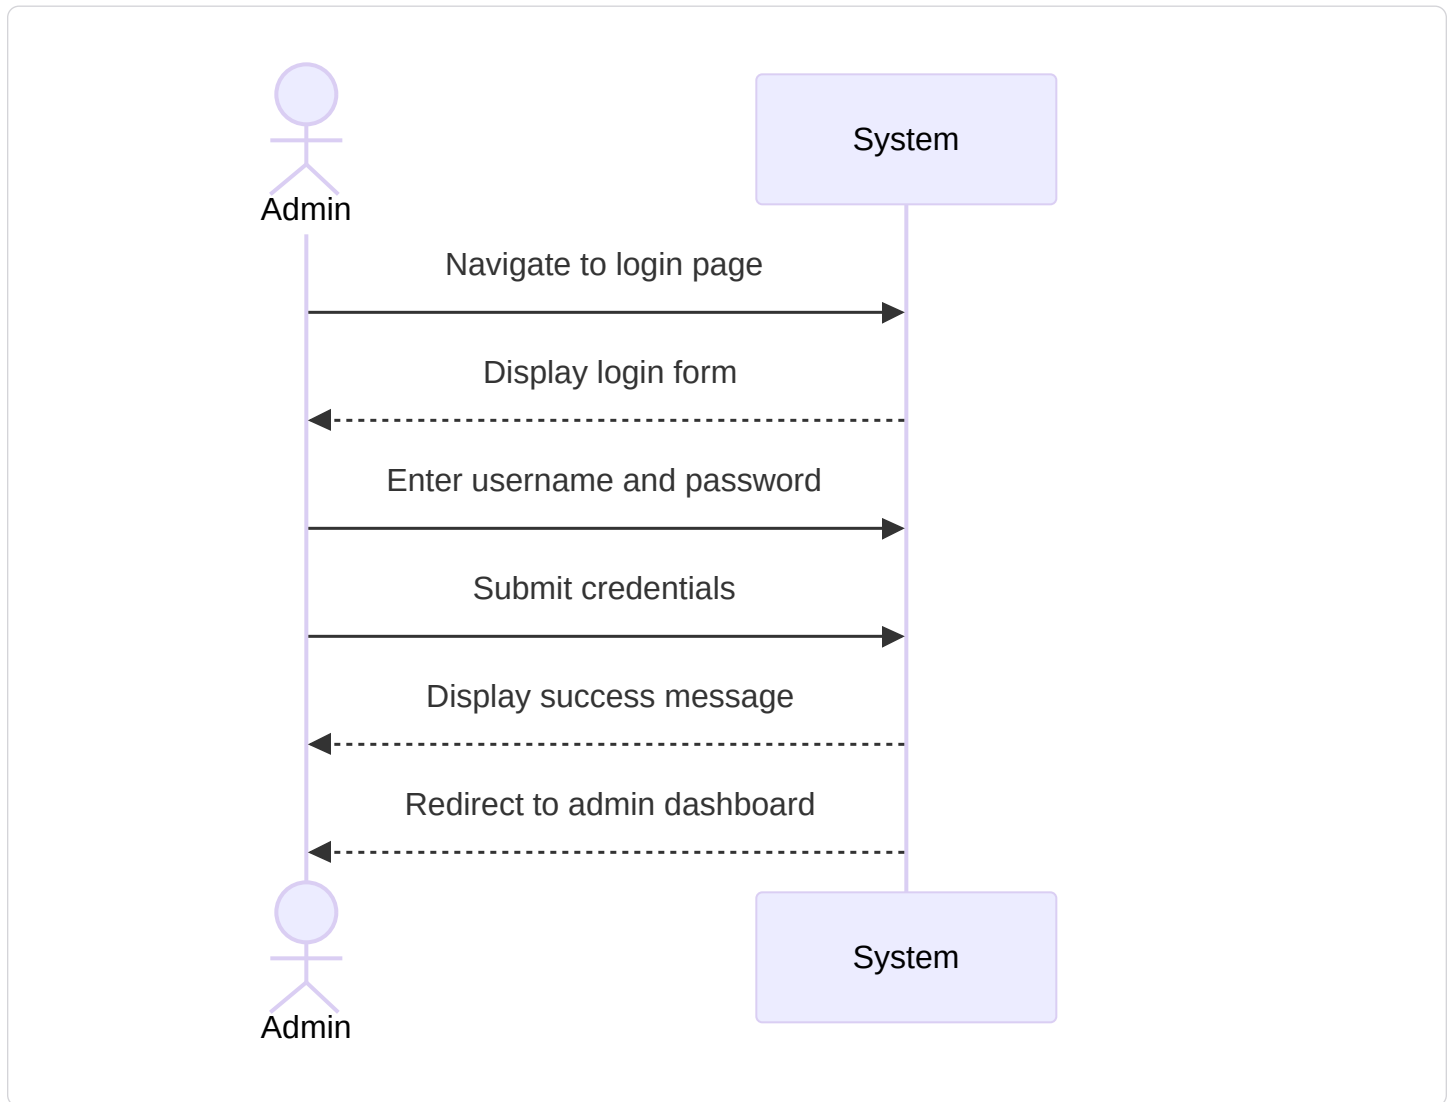 System
Admin
Navigate to login page
Display login form
Enter username and password
Submit credentials
Display success message
Redirect to admin dashboard
System
Admin